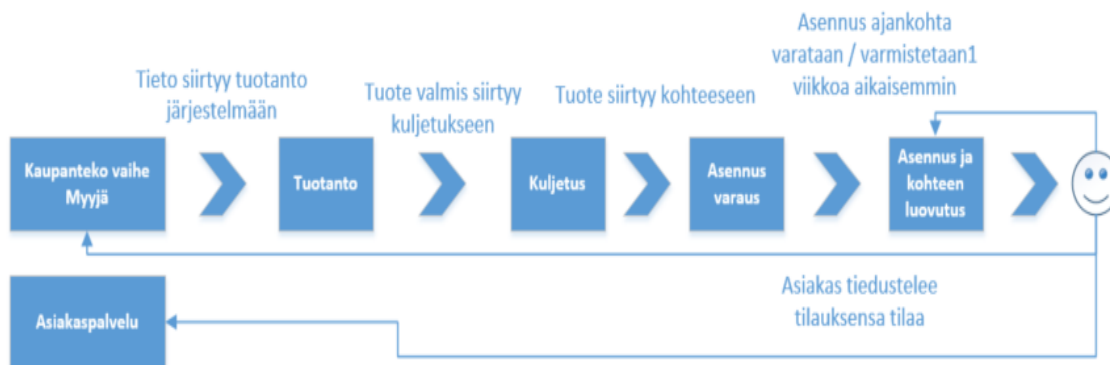 Asennus ajankohta
varataan / varmistetaan1
viikkoa aikaisemmin
Tieto siirtyy tuotanto
järjestelmään
Tuote valmis siirtyy
kuljetukseen
Tuote siirtyy kohteeseen
Kaupanteko vaihe
Myyjä
Tuotanto
Kuljetus
Asennus
varaus
Asennus ja
kohteen
luovutus
Asiakas tiedustelee
tilauksensa tilaa
Asiakaspalvelu